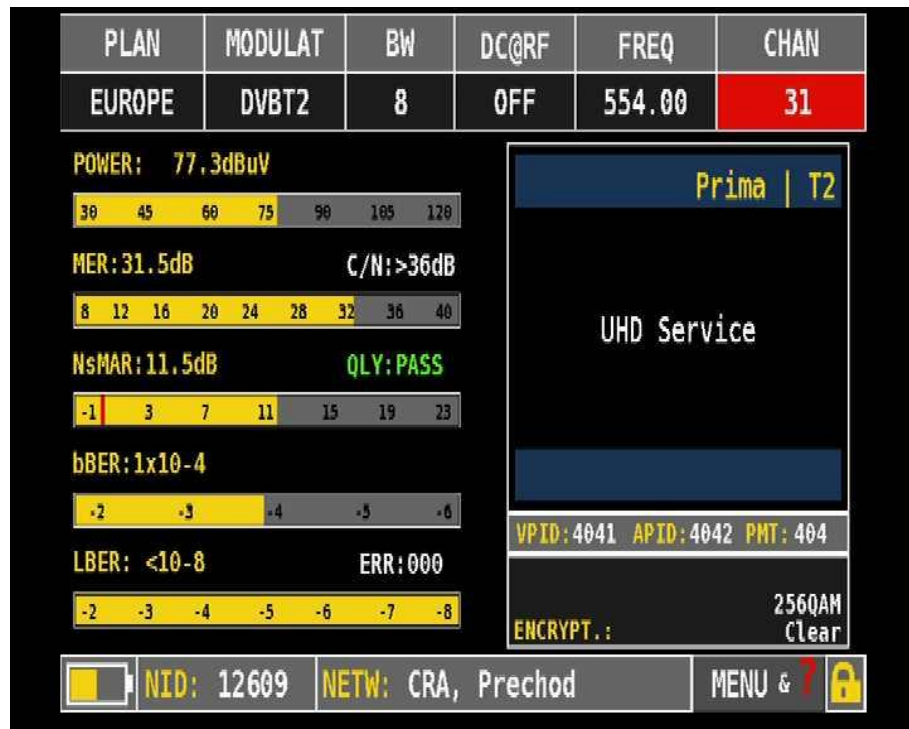 PLAN MODULAT BW DC@RF FREQ CHAN
EUROPE DVBT2 8 OFF 554.00 31
POWER: 77.3dBuV
30 45 60 75 90 105 120
MER:31.5dB C/N:>36dB
8 12 16 20 24 28 32 36 40
NsMAR:11.5dB QLY:PASS
-1 3 7 11 15 19 23
bBER:1x10-4
-2 -3 -4 -5 -6
LBER: <10-8 ERR:000
-2 -3 -4 -5 -6 -7 -8
Prima | T2
UHD Service
VPID:4041 APID:4042 PMT:404
256QAM
ENCRYPT.: Clear
NID: 12609 NETW: CRA, Prechod MENU & ?